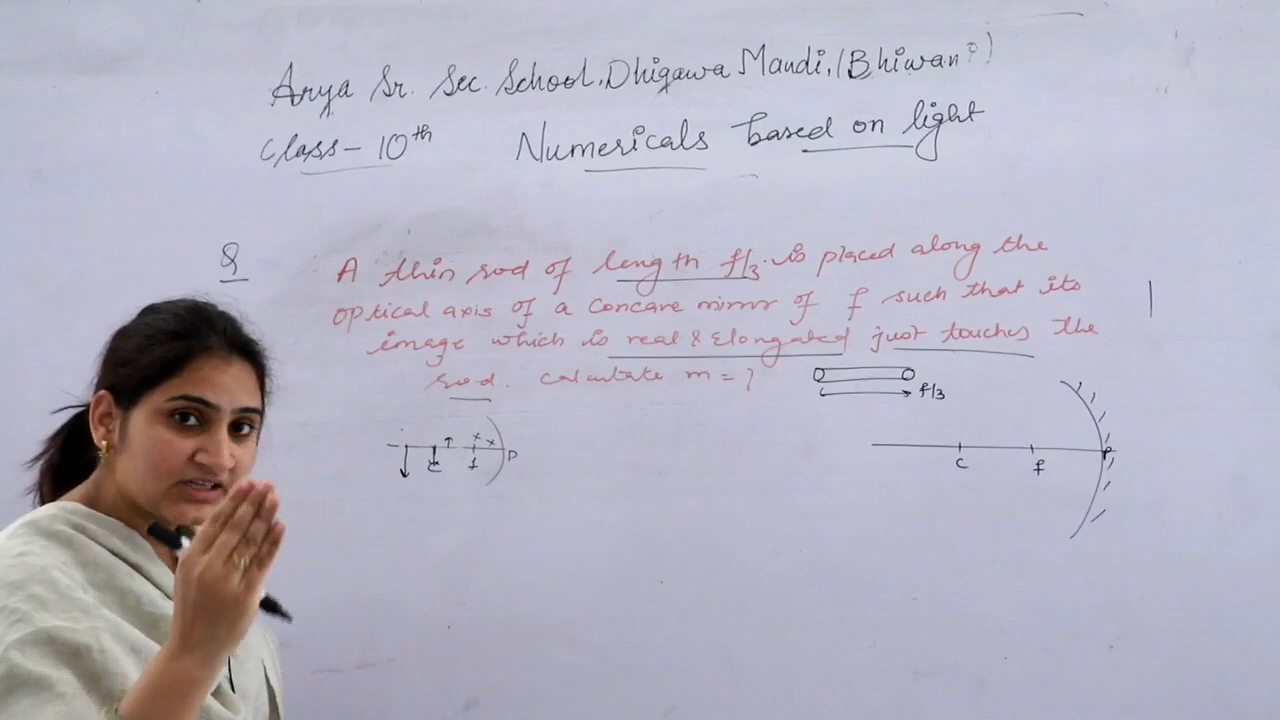 Arya Sr. Sec. School, Dhigawa Mandi, (Bhiwani)
Class - 10th Numericals based on light
Q A thin rod of length f/3 is placed along the
optical axis of a concave mirror of f such that its
image which is real & Elongated just touches the
rod. calculate m = ?
f/3
C f P
C f P